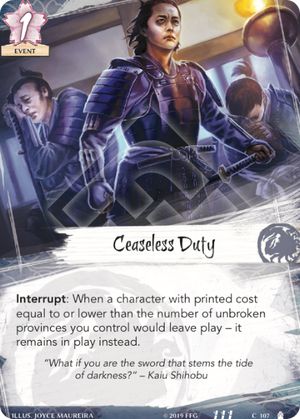 1
EVENT
Ceaseless Duty
Interrupt: When a character with printed cost
equal to or lower than the number of unbroken
provinces you control would leave play – it
remains in play instead.
“What if you are the sword that stems the tide
of darkness?” – Kaiu Shihobu
ILLUS. JOYCE MAUREIRA © 2019 FFG 111 C 107